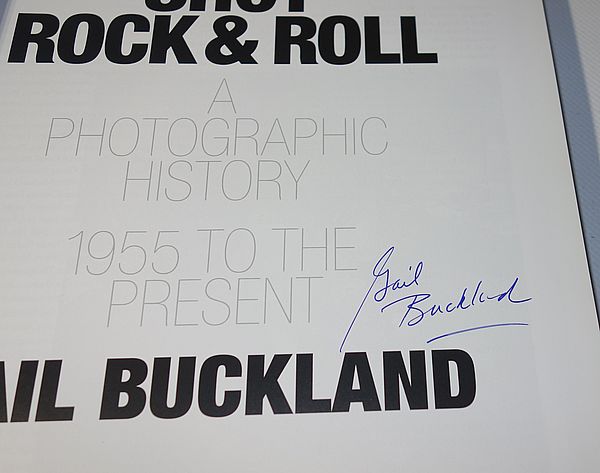 ROCK & ROLL
A
PHOTOGRAPHIC
HISTORY
1955 TO THE
PRESENT
Gail
Buckland
AIL BUCKLAND